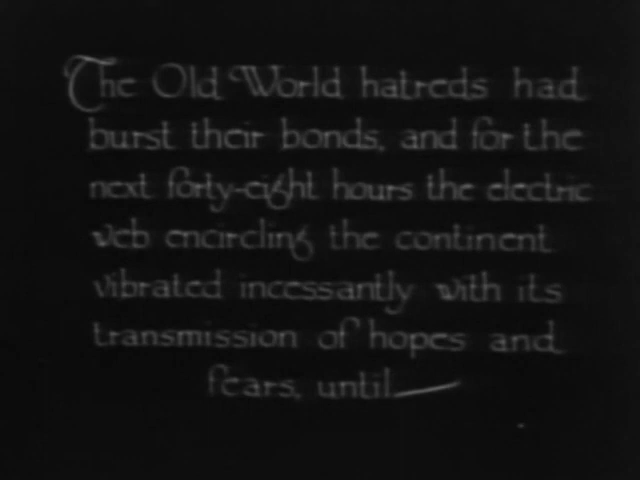 The Old World hatreds had
burst their bonds, and for the
next forty-eight hours the electric
web encircling the continent
vibrated incessantly with its
transmission of hopes and
fears, until—